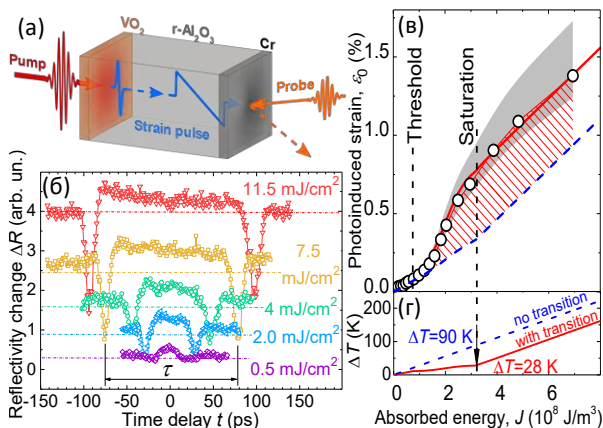 (a)
VO₂
r-Al₂O₃
Cr
Pump
Probe
Strain pulse
(б)
Reflectivity change ΔR (arb. un.)
4
3
2
1
0
11.5 mJ/cm²
7.5
mJ/cm²
4 mJ/cm²
2.0 mJ/cm²
0.5 mJ/cm²
τ
-150 -100 -50 0 50 100 150 200
Time delay t (ps)
(в)
Photoinduced strain, ε₀ (%)
1.5
1.0
0.5
0.0
Threshold
Saturation
(г)
ΔT (K)
200
100
0
no transition
with transition
ΔT=90 K
ΔT=28 K
0 2 4 6 8
Absorbed energy, J (10⁸ J/m³)